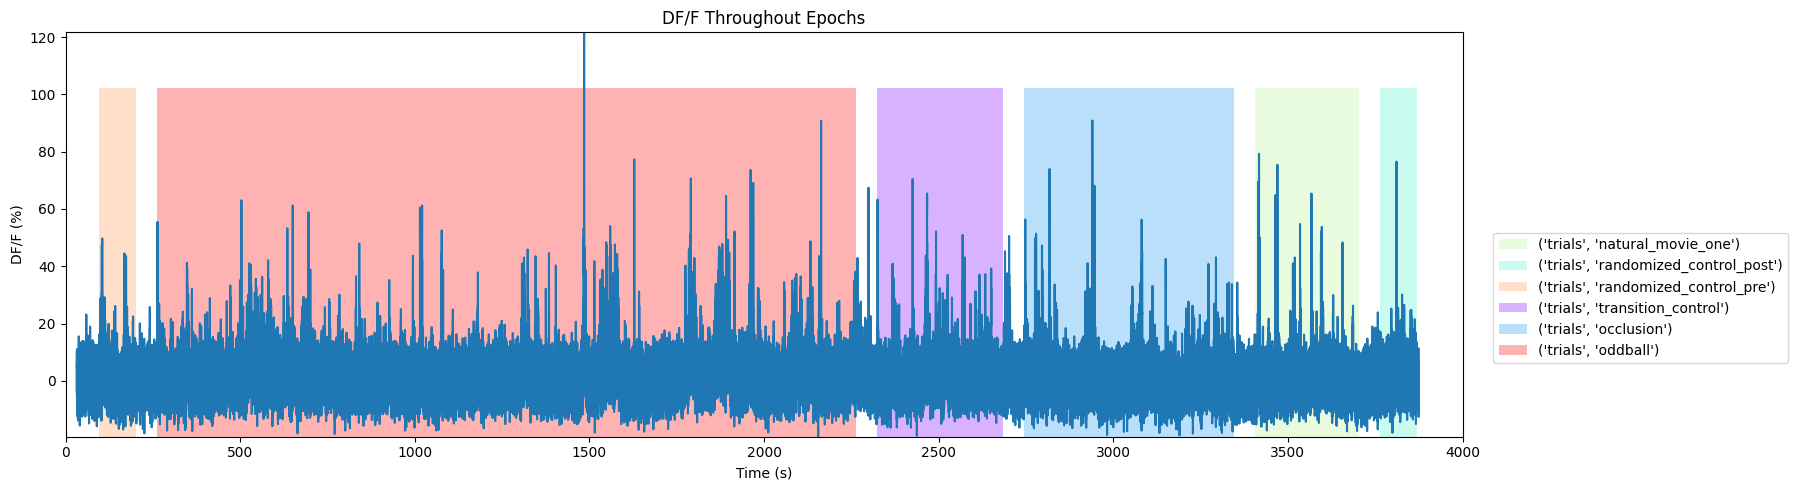 DF/F Throughout Epochs
120
100
80
60
40
20
0
DF/F (%)
0 500 1000 1500 2000 2500 3000 3500 4000
Time (s)
('trials', 'natural_movie_one')
('trials', 'randomized_control_post')
('trials', 'randomized_control_pre')
('trials', 'transition_control')
('trials', 'occlusion')
('trials', 'oddball')